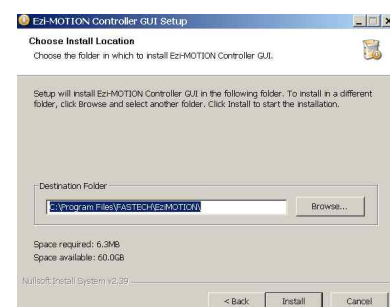 Ezi-MOTION Controller GUI Setup
Choose Install Location
Choose the folder in which to install Ezi-MOTION Controller GUI.
Setup will install Ezi-MOTION Controller GUI in the following folder. To install in a different
folder, click Browse and select another folder. Click Install to start the installation.
Destination Folder
C:\Program Files\FASTECH\EziMOTION\
Browse...
Space required: 6.3MB
Space available: 60.0GB
Nullsoft Install System v2.39
< Back
Install
Cancel